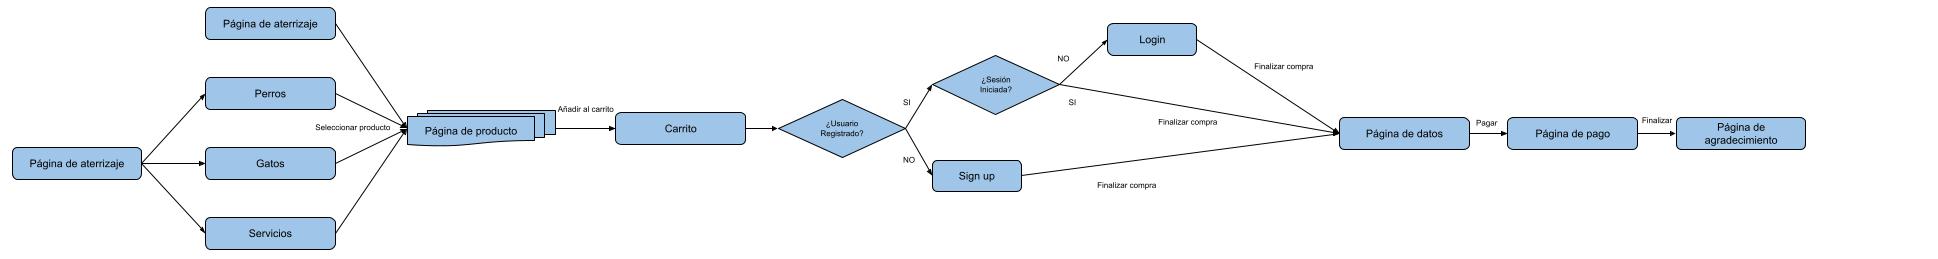 Página de aterrizaje
Página de aterrizaje
Perros
Gatos
Servicios
Seleccionar producto
Página de producto
Añadir al carrito
Carrito
¿Usuario
Registrado?
SI
NO
¿Sesión
Iniciada?
NO
SI
Login
Sign up
Finalizar compra
Finalizar compra
Finalizar compra
Página de datos
Pagar
Página de pago
Finalizar
Página de
agradecimiento